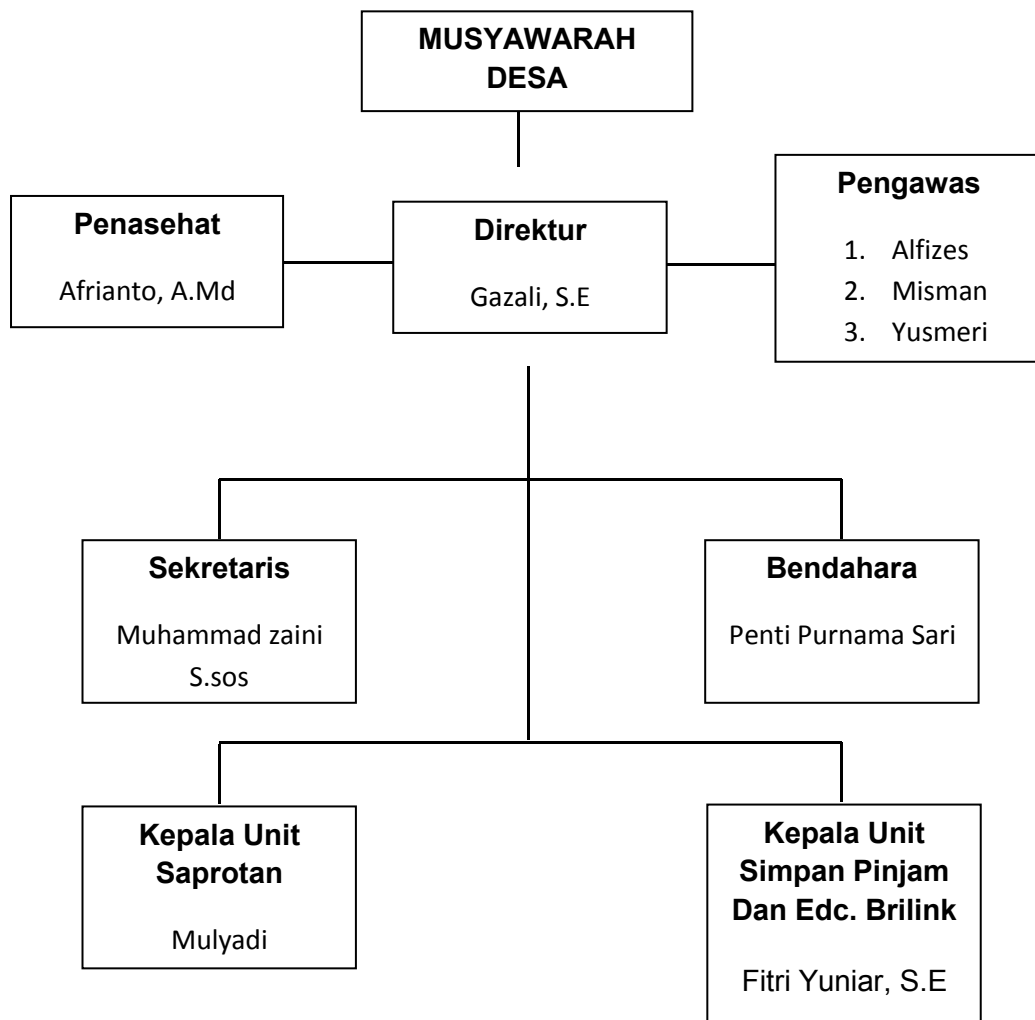 MUSYAWARAH
DESA
Penasehat
Afrianto, A.Md
Direktur
Gazali, S.E
Pengawas
1. Alfizes
2. Misman
3. Yusmeri
Sekretaris
Muhammad zaini
S.sos
Bendahara
Penti Purnama Sari
Kepala Unit
Saprotan
Mulyadi
Kepala Unit
Simpan Pinjam
Dan Edc. Brilink
Fitri Yuniar, S.E